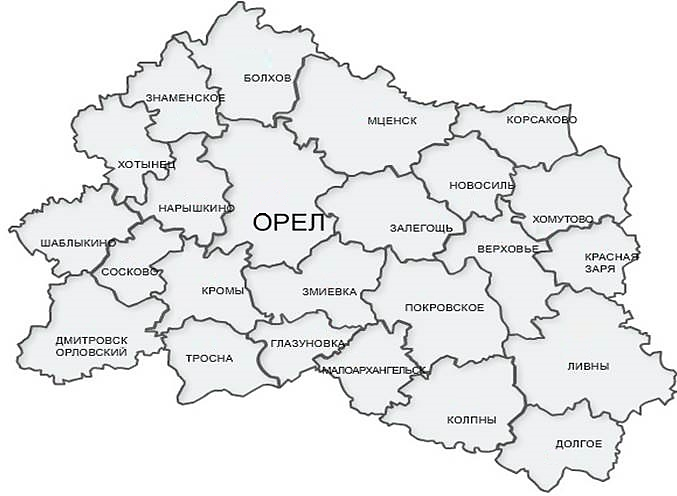 БОЛХОВ
ЗНАМЕНСКОЕ
МЦЕНСК
КОРСАКОВО
ХОТЫНЕЦ
НОВОСИЛЬ
НАРЫШКИНО
ХОМУТОВО
ОРЕЛ
ЗАЛЕГОЩЬ
ШАБЛЫКИНО
ВЕРХОВЬЕ
КРАСНАЯ
ЗАРЯ
СОСКОВО
КРОМЫ
ЗМИЕВКА
ПОКРОВСКОЕ
ДМИТРОВСК
ОРЛОВСКИЙ
ГЛАЗУНОВКА
ТРОСНА
МАЛОАРХАНГЕЛЬСК
ЛИВНЫ
КОЛПНЫ
ДОЛГОЕ